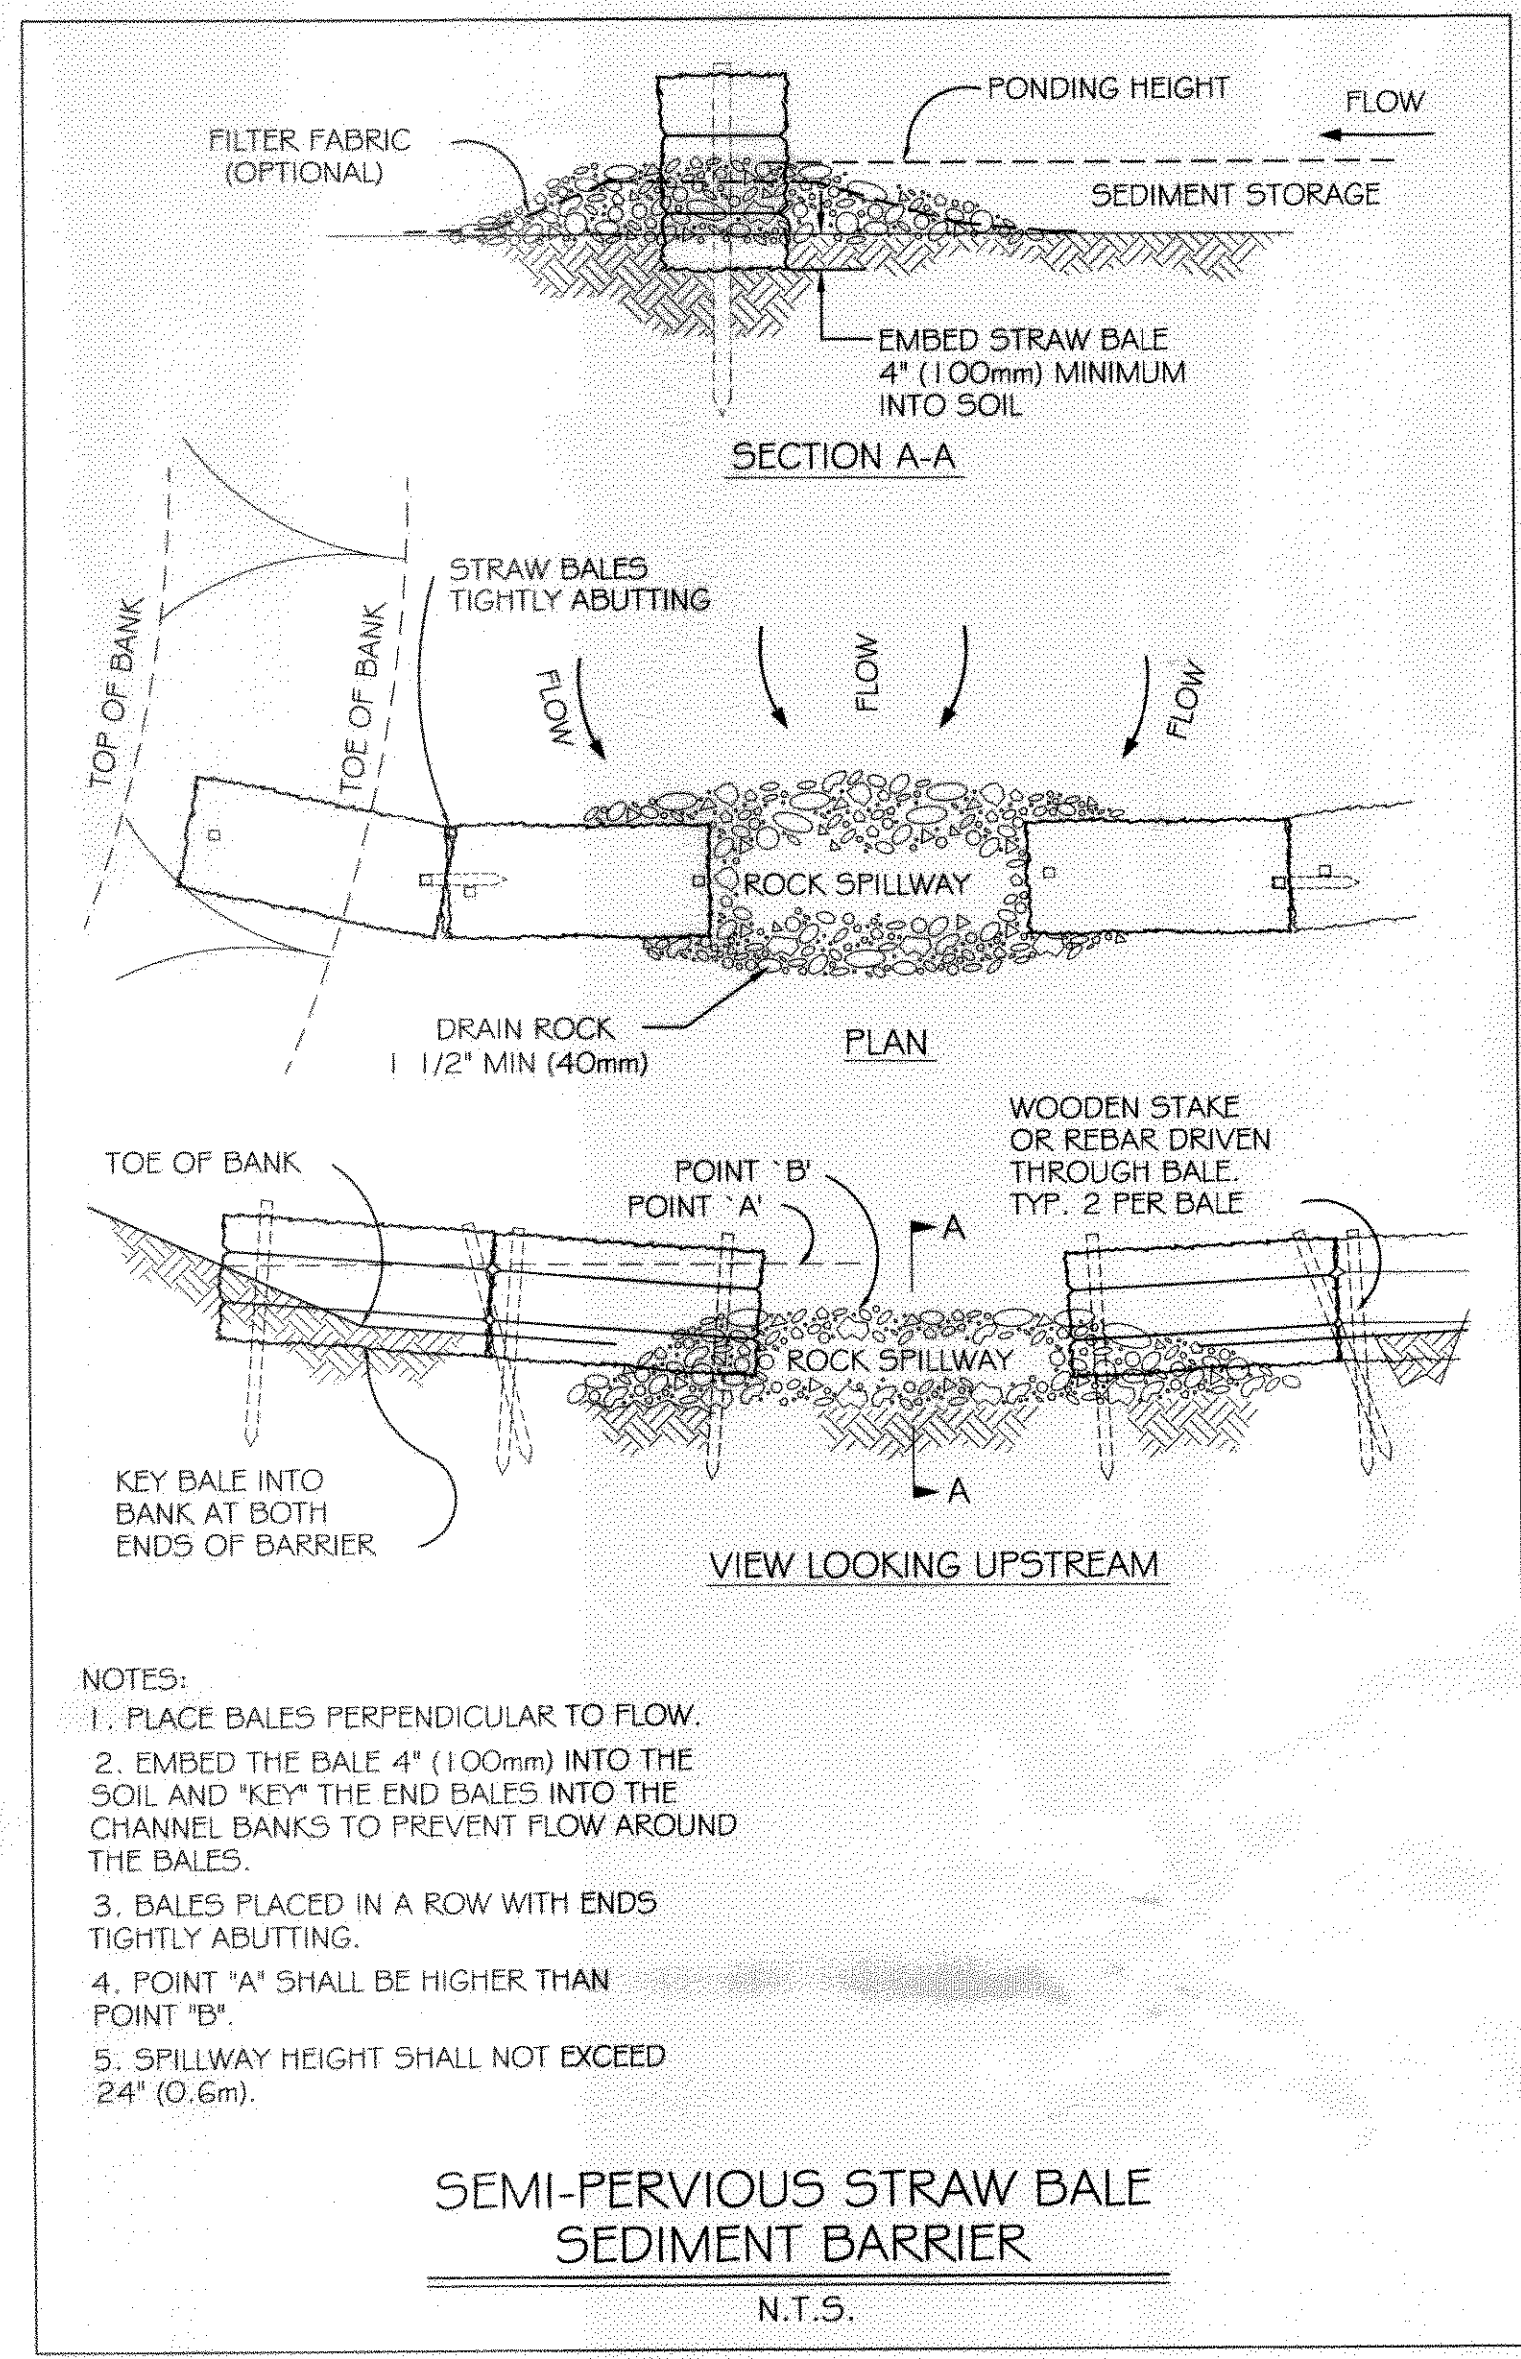 PONDING HEIGHT
FLOW
FILTER FABRIC
(OPTIONAL)
SEDIMENT STORAGE
EMBED STRAW BALE
4" (100mm) MINIMUM
INTO SOIL
SECTION A-A
STRAW BALES
TIGHTLY ABUTTING
TOP OF BANK
TOE OF BANK
FLOW
FLOW
FLOW
ROCK SPILLWAY
DRAIN ROCK
1 1/2" MIN (40mm)
PLAN
WOODEN STAKE
OR REBAR DRIVEN
THROUGH BALE.
TYP. 2 PER BALE
TOE OF BANK
POINT `B'
POINT `A'
A
ROCK SPILLWAY
A
KEY BALE INTO
BANK AT BOTH
ENDS OF BARRIER
VIEW LOOKING UPSTREAM
NOTES:
1. PLACE BALES PERPENDICULAR TO FLOW.
2. EMBED THE BALE 4" (100mm) INTO THE
SOIL AND "KEY" THE END BALES INTO THE
CHANNEL BANKS TO PREVENT FLOW AROUND
THE BALES.
3. BALES PLACED IN A ROW WITH ENDS
TIGHTLY ABUTTING.
4. POINT "A" SHALL BE HIGHER THAN
POINT "B".
5. SPILLWAY HEIGHT SHALL NOT EXCEED
24" (0.6m).
SEMI-PERVIOUS STRAW BALE
SEDIMENT BARRIER
N.T.S.